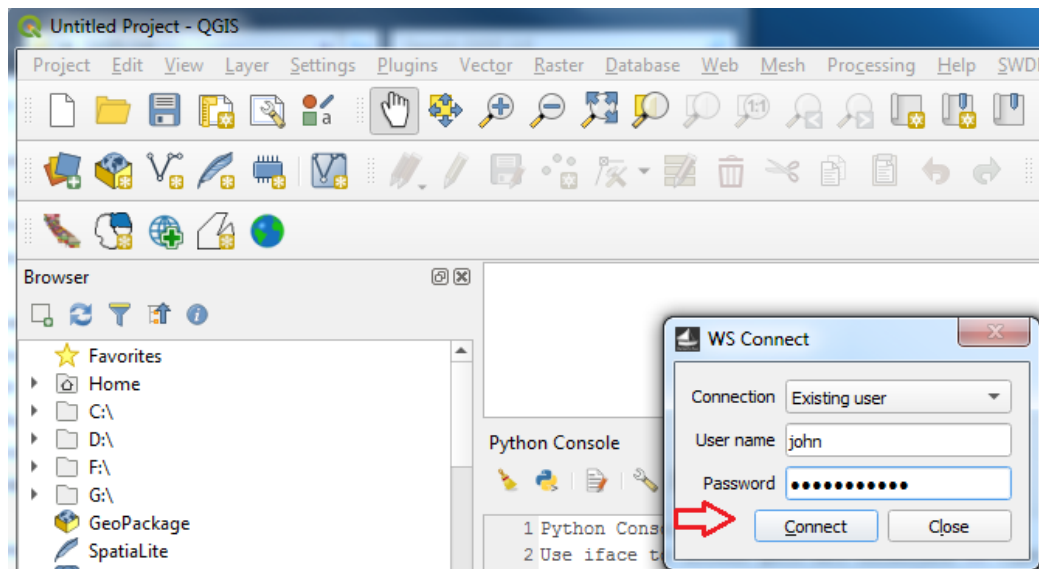 Untitled Project - QGIS
Project Edit View Layer Settings Plugins Vector Raster Database Web Mesh Processing Help SWD
a
1:1
Browser
Favorites
Home
C:\
D:\
F:\
G:\
GeoPackage
SpatiaLite
Python Console
1 Python Cons
2 Use iface t
WS Connect
Connection Existing user
User name john
Password ●●●●●●●●●●●
Connect Close